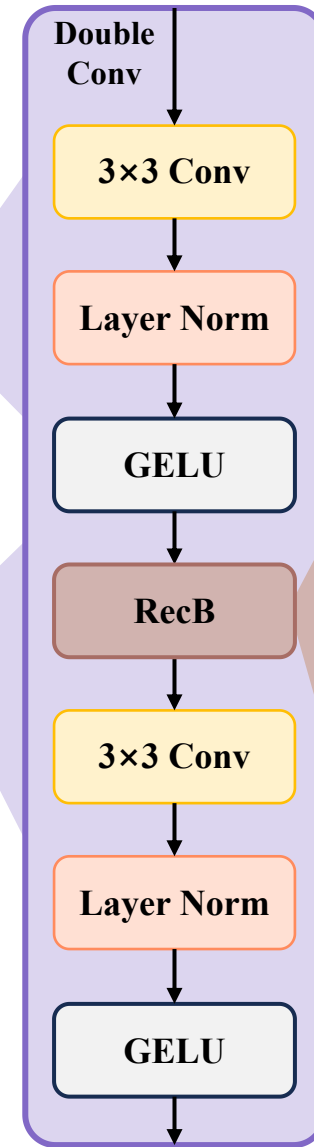 Double
Conv
3×3 Conv
Layer Norm
GELU
RecB
3×3 Conv
Layer Norm
GELU